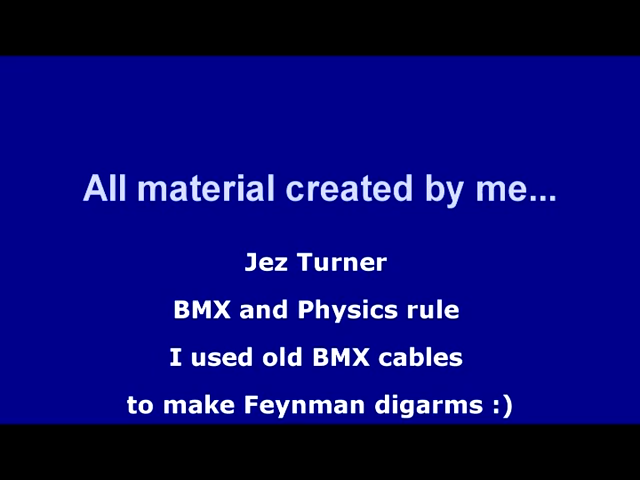 All material created by me...
Jez Turner
BMX and Physics rule
I used old BMX cables
to make Feynman digarms :)